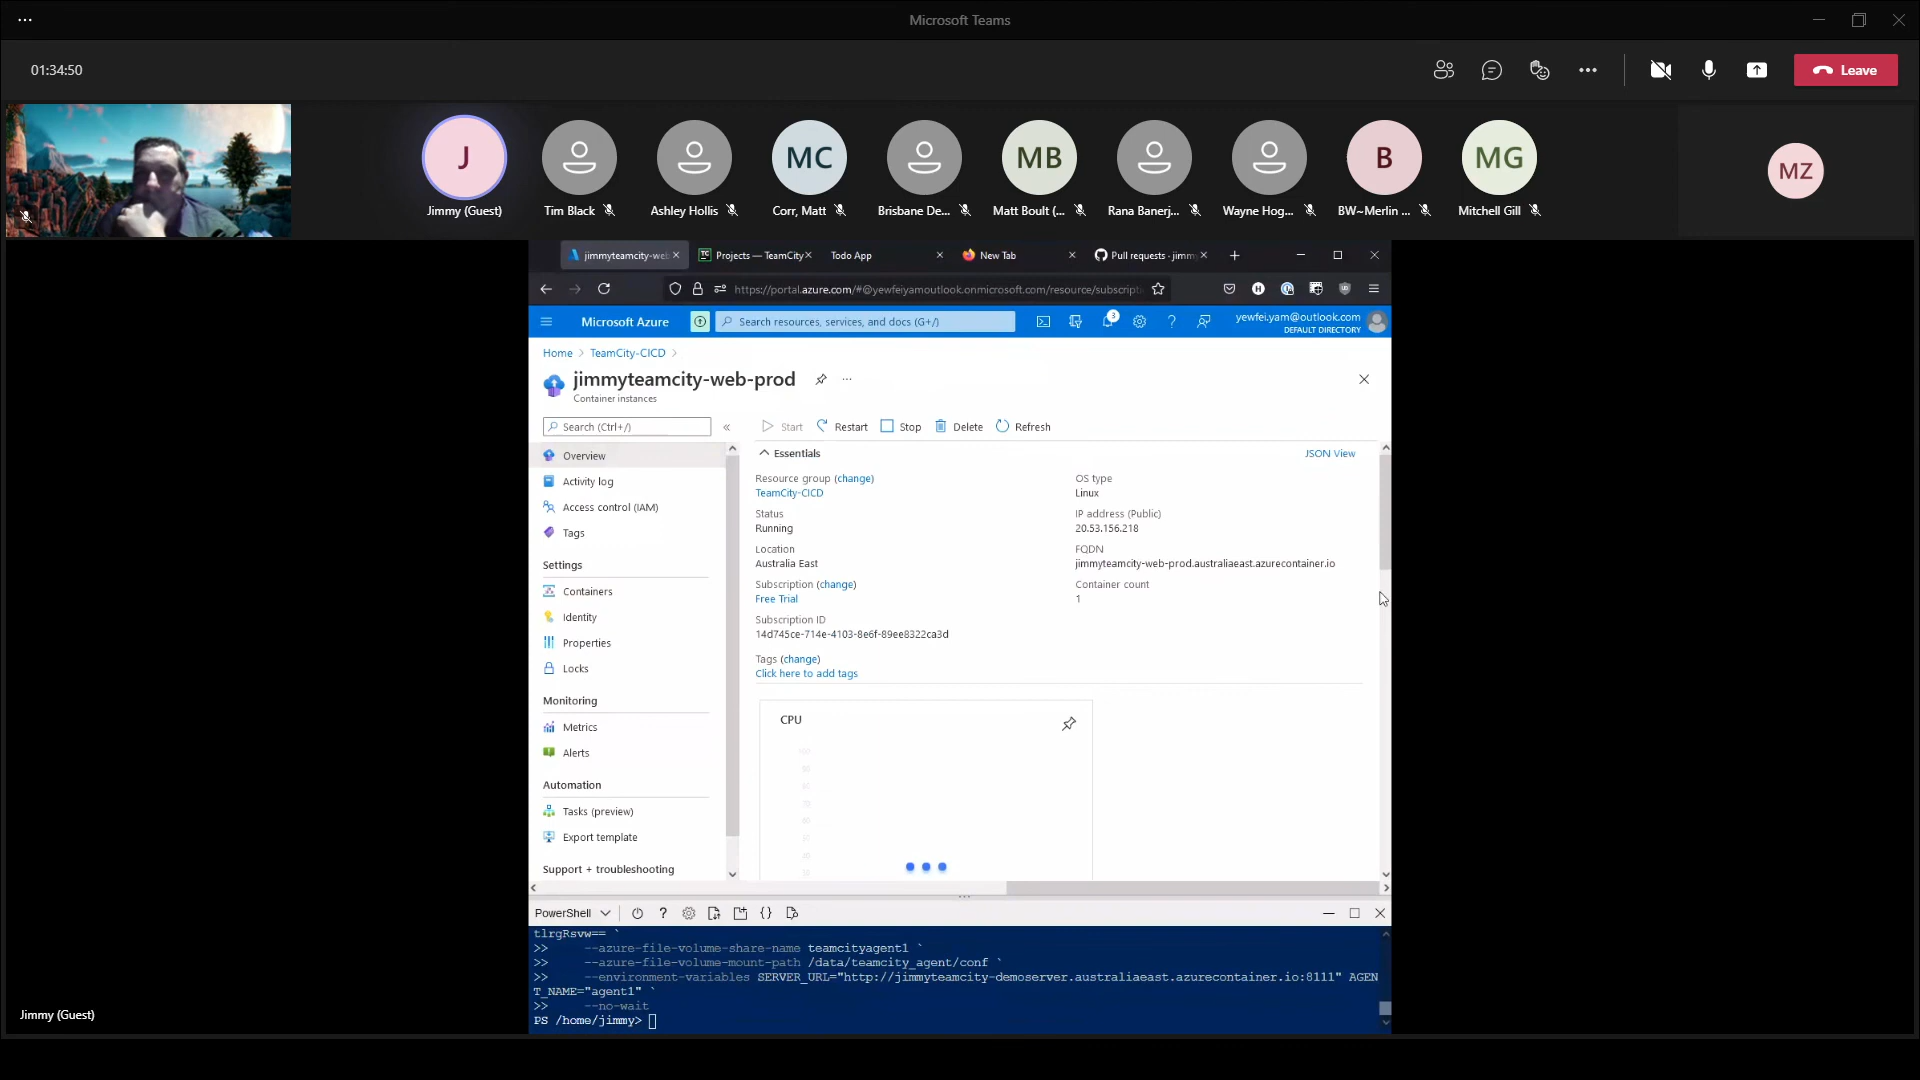 Microsoft Teams
01:34:50
Leave
J
MC
MB
B
MG
MZ
Jimmy (Guest)
Tim Black
Ashley Hollis
Corr, Matt
Brisbane De...
Matt Boult (...
Rana Banerj...
Wayne Hog...
BW~Merlin ...
Mitchell Gill
jimmyteamcity-web
Projects — TeamCity
Todo App
New Tab
Pull requests · jimmy
https://portal.azure.com/#@yewfeiyamoutlook.onmicrosoft.com/resource/subscripti
Microsoft Azure
Search resources, services, and docs (G+/)
3
yewfei.yam@outlook.com
DEFAULT DIRECTORY
Home > TeamCity-CICD >
jimmyteamcity-web-prod
Container instances
Search (Ctrl+/)
«
Start
Restart
Stop
Delete
Refresh
Overview
Activity log
Access control (IAM)
Tags
Settings
Containers
Identity
Properties
Locks
Monitoring
Metrics
Alerts
Automation
Tasks (preview)
Export template
Support + troubleshooting
Essentials
JSON View
Resource group (change)
TeamCity-CICD
Status
Running
Location
Australia East
Subscription (change)
Free Trial
Subscription ID
14d745ce-714e-4103-8e6f-89ee8322ca3d
Tags (change)
Click here to add tags
OS type
Linux
IP address (Public)
20.53.156.218
FQDN
jimmyteamcity-web-prod.australiaeast.azurecontainer.io
Container count
1
CPU
PowerShell
tlrgRsvw== `
>> --azure-file-volume-share-name teamcityagent1 `
>> --azure-file-volume-mount-path /data/teamcity_agent/conf `
>> --environment-variables SERVER_URL="http://jimmyteamcity-demoserver.australiaeast.azurecontainer.io:8111" AGEN
T_NAME="agent1" `
>> --no-wait
PS /home/jimmy>
Jimmy (Guest)